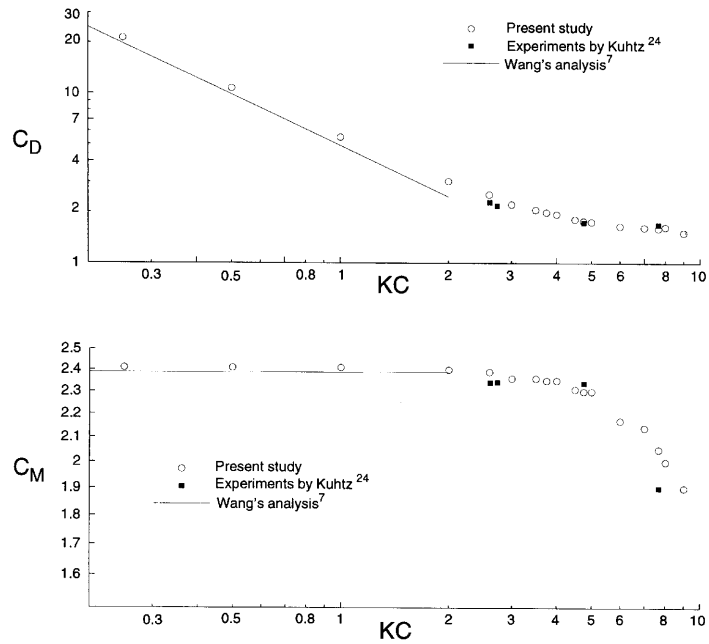 30
20
10
7
4
2
1
C_D
○ Present study
■ Experiments by Kuhtz 24
Wang's analysis 7
0.3 0.5 0.8 1 2 3 4 5 6 8 10
KC
2.5
2.4
2.3
2.2
2.1
2
1.9
1.8
1.7
1.6
C_M
○ Present study
■ Experiments by Kuhtz 24
Wang's analysis 7
0.3 0.5 0.8 1 2 3 4 5 6 8 10
KC